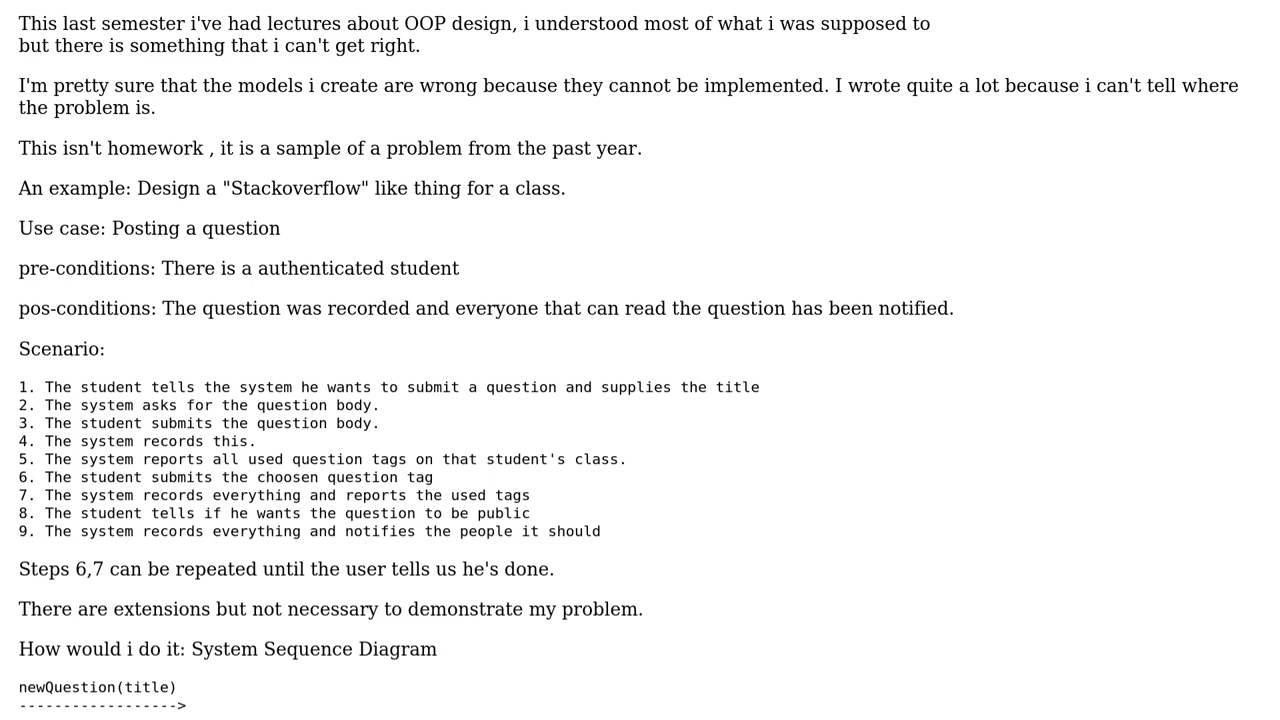 This last semester i've had lectures about OOP design, i understood most of what i was supposed to
but there is something that i can't get right.
I'm pretty sure that the models i create are wrong because they cannot be implemented. I wrote quite a lot because i can't tell where
the problem is.
This isn't homework , it is a sample of a problem from the past year.
An example: Design a "Stackoverflow" like thing for a class.
Use case: Posting a question
pre-conditions: There is a authenticated student
pos-conditions: The question was recorded and everyone that can read the question has been notified.
Scenario:
1. The student tells the system he wants to submit a question and supplies the title
2. The system asks for the question body.
3. The student submits the question body.
4. The system records this.
5. The system reports all used question tags on that student's class.
6. The student submits the choosen question tag
7. The system records everything and reports the used tags
8. The student tells if he wants the question to be public
9. The system records everything and notifies the people it should
Steps 6,7 can be repeated until the user tells us he's done.
There are extensions but not necessary to demonstrate my problem.
How would i do it: System Sequence Diagram
newQuestion(title)
------------------>